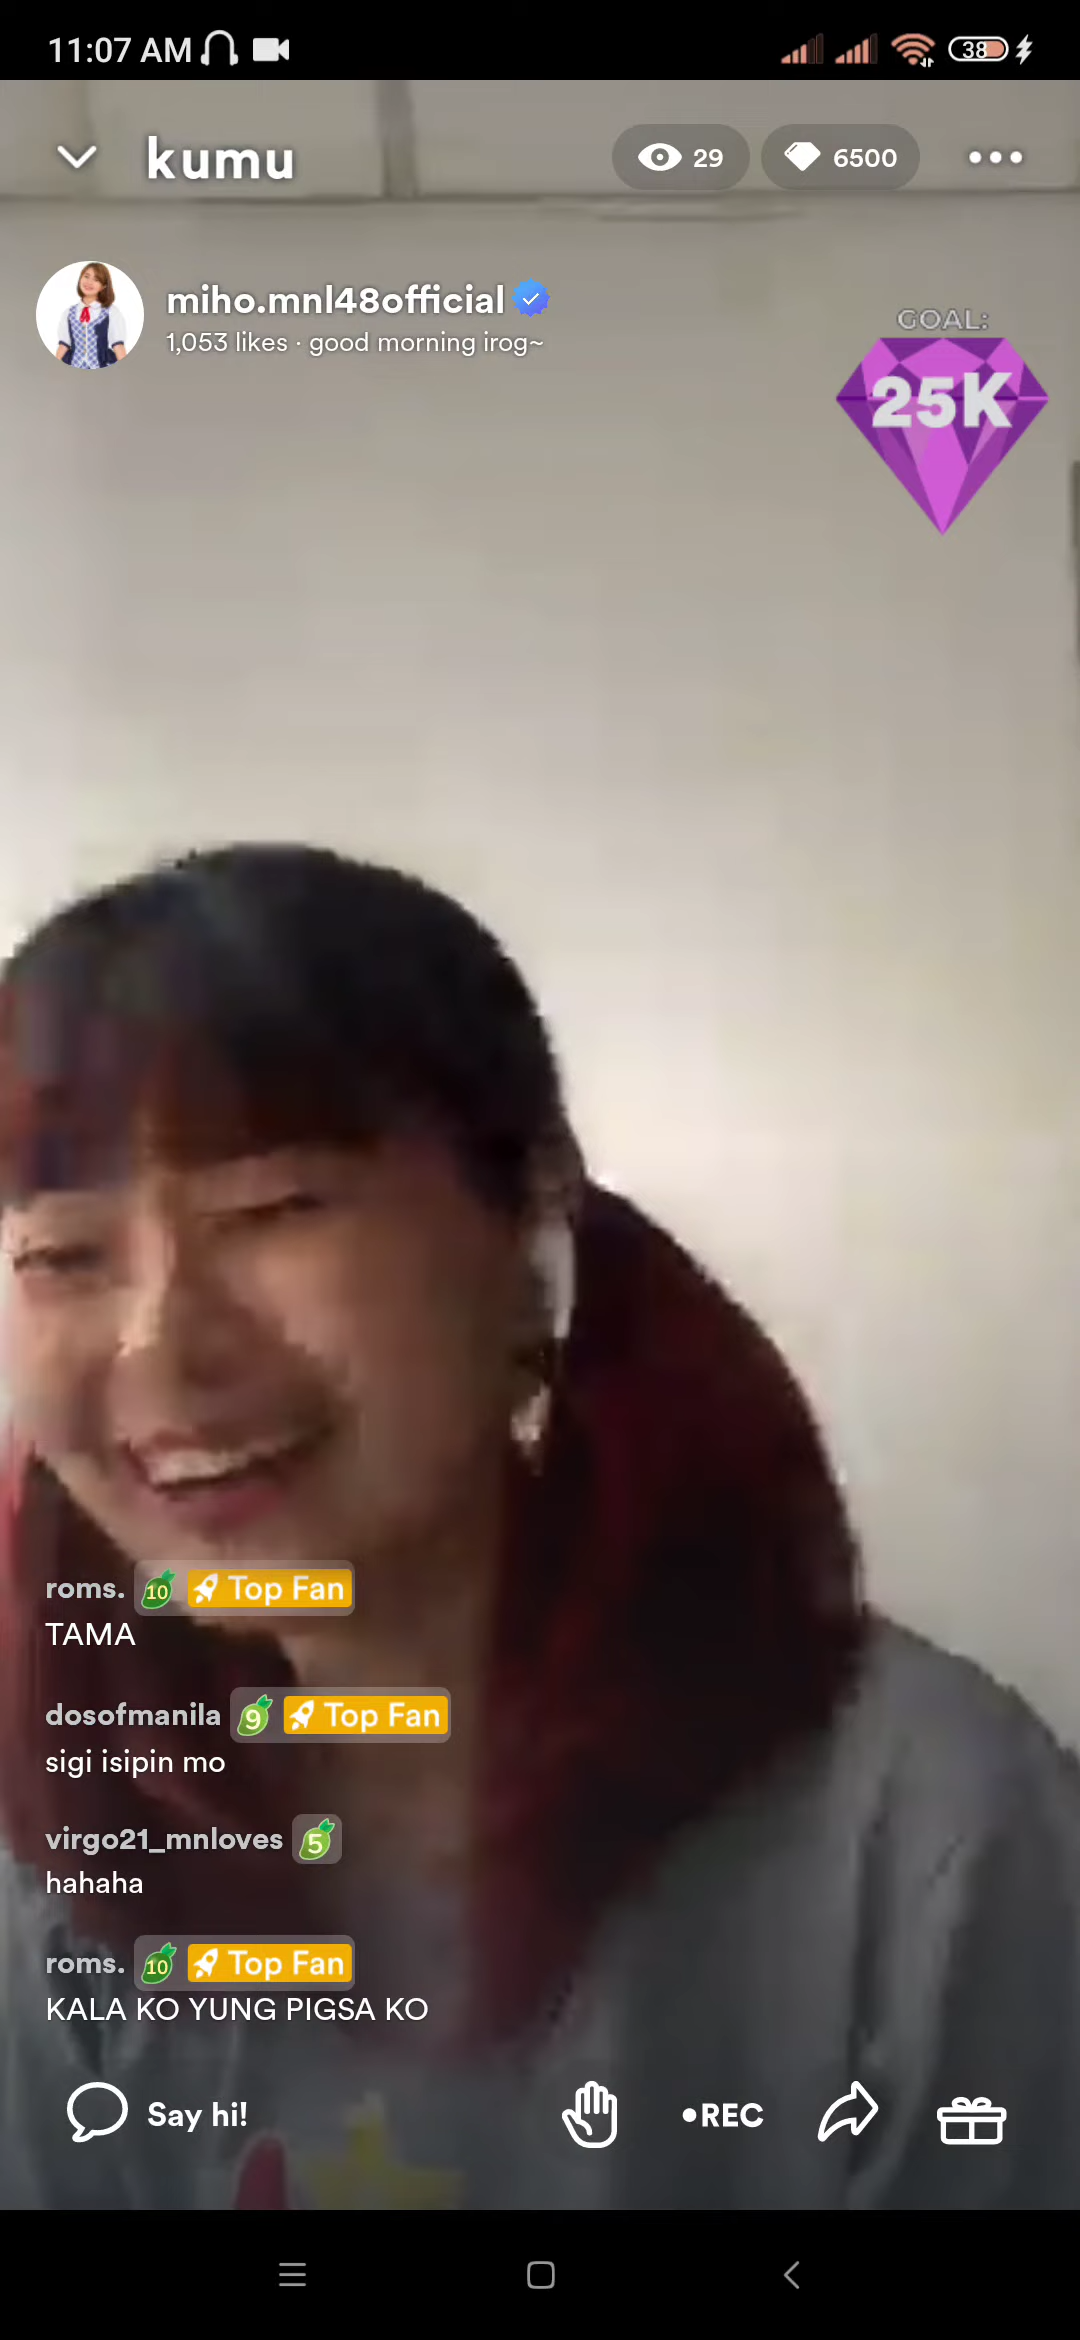 11:07 AM
38
kumu
29
6500
miho.mnl48official
1,053 likes · good morning irog~
GOAL:
25K
roms. 10 Top Fan
TAMA
dosofmanila 9 Top Fan
sigi isipin mo
virgo21_mnloves 5
hahaha
roms. 10 Top Fan
KALA KO YUNG PIGSA KO
Say hi!
•REC